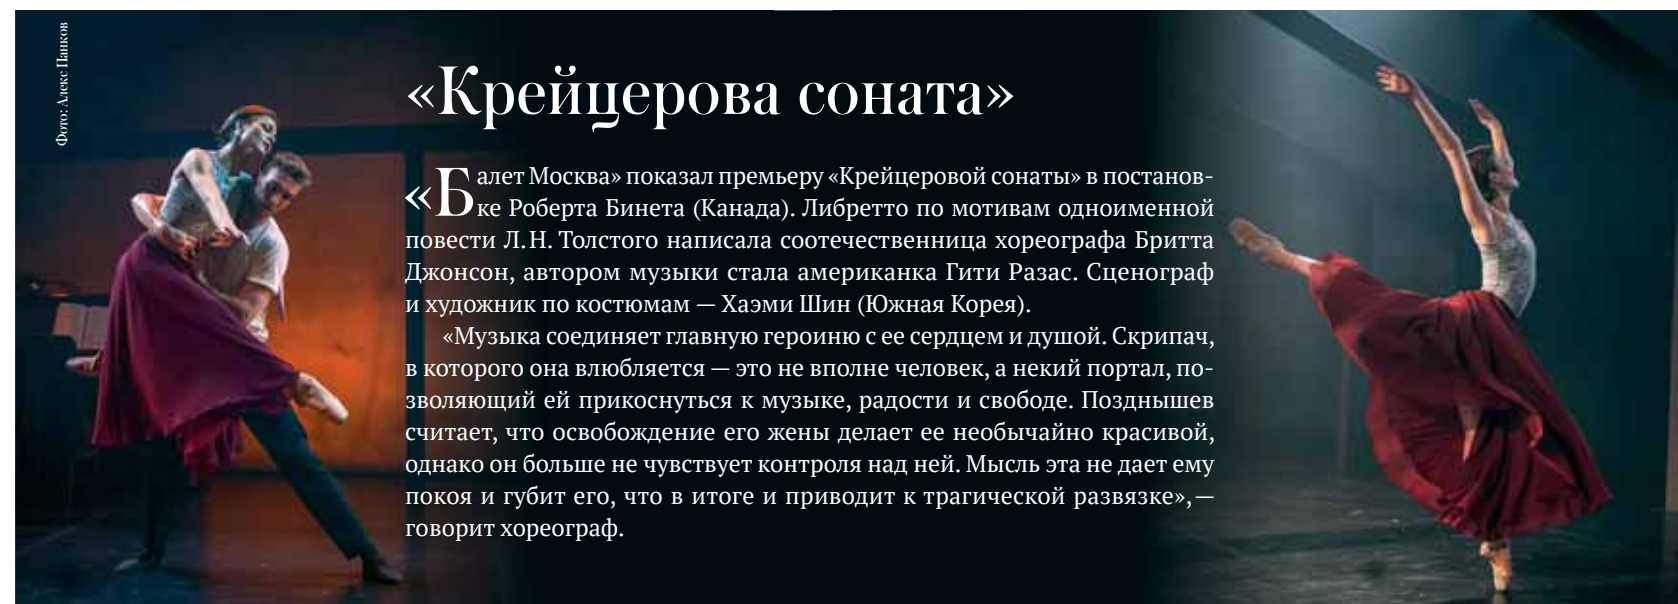 Фото: Алекс Панков
«Крейцерова соната»
«Балет Москва» показал премьеру «Крейцеровой сонаты» в постанов-
ке Роберта Бинета (Канада). Либретто по мотивам одноименной
повести Л.Н. Толстого написала соотечественница хореографа Бритта
Джонсон, автором музыки стала американка Гити Разас. Сценограф
и художник по костюмам — Хаэми Шин (Южная Корея).
«Музыка соединяет главную героиню с ее сердцем и душой. Скрипач,
в которого она влюбляется — это не вполне человек, а некий портал, по-
зволяющий ей прикоснуться к музыке, радости и свободе. Позднышев
считает, что освобождение его жены делает ее необычайно красивой,
однако он больше не чувствует контроля над ней. Мысль эта не дает ему
покоя и губит его, что в итоге и приводит к трагической развязке», —
говорит хореограф.